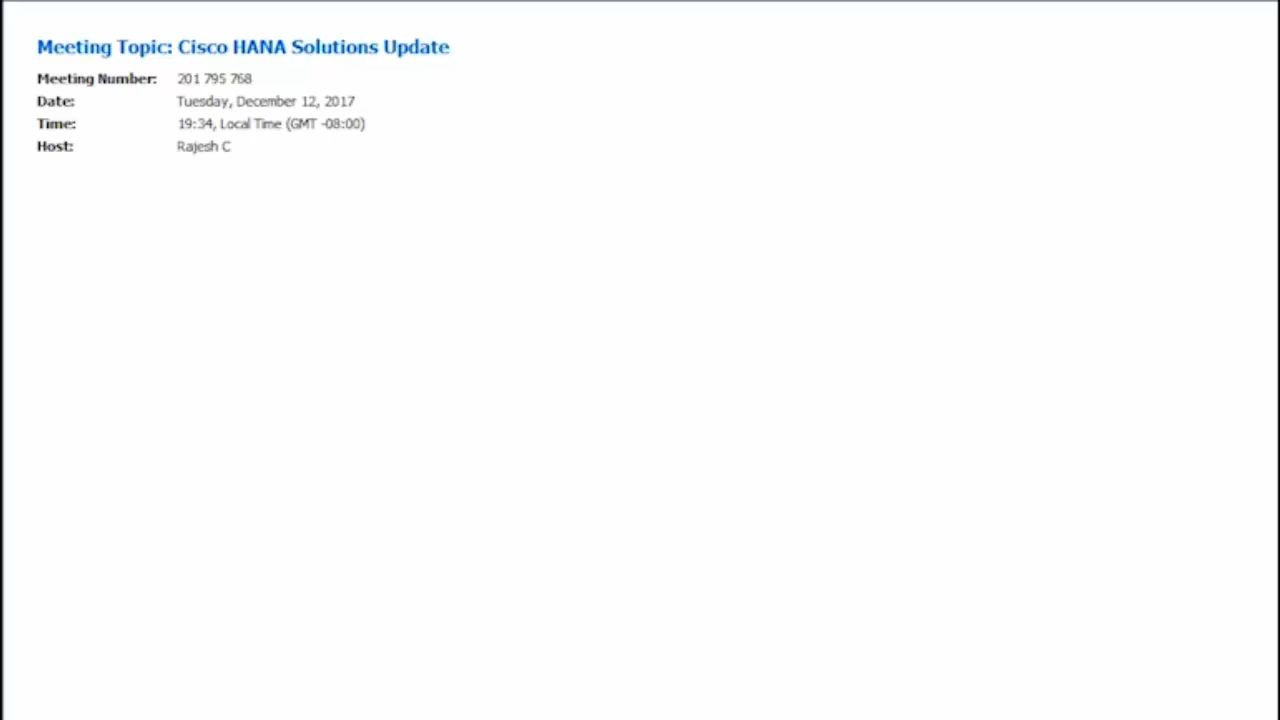 Meeting Topic: Cisco HANA Solutions Update
Meeting Number: 201 795 768
Date: Tuesday, December 12, 2017
Time: 19:34, Local Time (GMT -08:00)
Host: Rajesh C